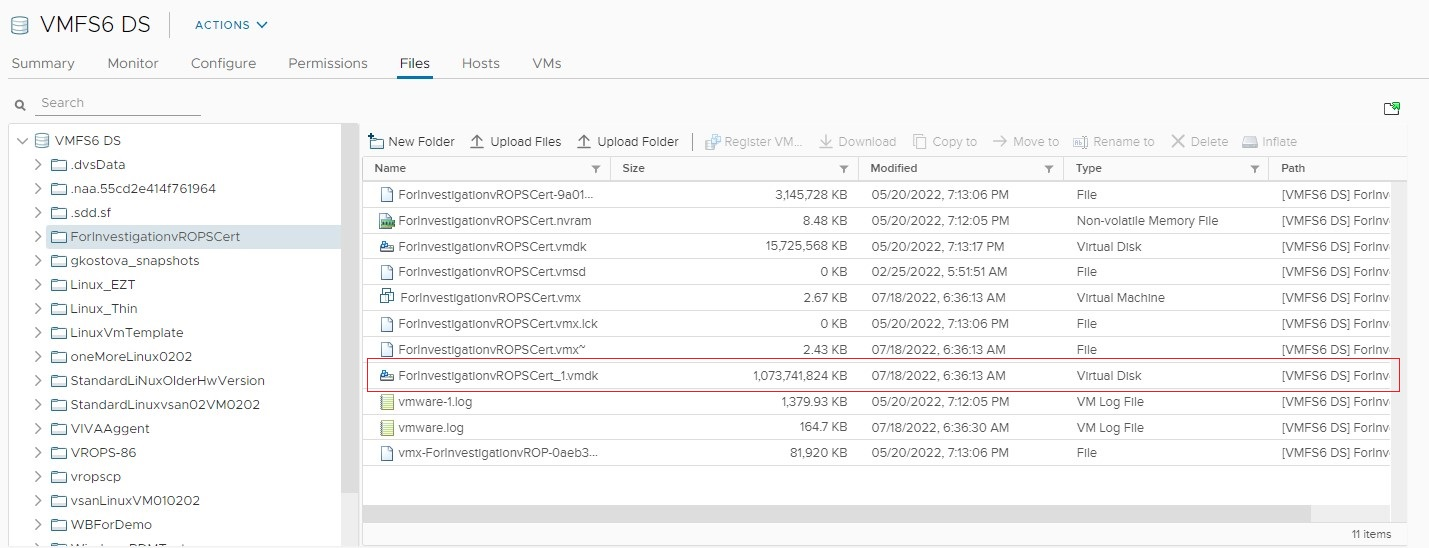 VMFS6 DS
ACTIONS
Summary Monitor Configure Permissions Files Hosts VMs
Search
VMFS6 DS
.dvsData
.naa.55cd2e414f761964
.sdd.sf
ForInvestigationvROPSCert
gkostova_snapshots
Linux_EZT
Linux_Thin
LinuxVmTemplate
oneMoreLinux0202
StandardLiNuxOlderHwVersion
StandardLinuxvsan02VM0202
VIVAAggent
VROPS-86
vropscp
vsanLinuxVM010202
WBForDemo
New Folder Upload Files Upload Folder Register VM... Download Copy to Move to Rename to Delete Inflate
Name Size Modified Type Path
ForInvestigationvROPSCert-9a01... 3,145,728 KB 05/20/2022, 7:13:06 PM File [VMFS6 DS] ForInv
ForInvestigationvROPSCert.nvram 8.48 KB 05/20/2022, 7:12:05 PM Non-volatile Memory File [VMFS6 DS] ForInv
ForInvestigationvROPSCert.vmdk 15,725,568 KB 05/20/2022, 7:13:17 PM Virtual Disk [VMFS6 DS] ForInv
ForInvestigationvROPSCert.vmsd 0 KB 02/25/2022, 5:51:51 AM File [VMFS6 DS] ForInv
ForInvestigationvROPSCert.vmx 2.67 KB 07/18/2022, 6:36:13 AM Virtual Machine [VMFS6 DS] ForInv
ForInvestigationvROPSCert.vmx.lck 0 KB 05/20/2022, 7:13:06 PM File [VMFS6 DS] ForInv
ForInvestigationvROPSCert.vmx~ 2.43 KB 07/18/2022, 6:36:13 AM File [VMFS6 DS] ForInv
ForInvestigationvROPSCert_1.vmdk 1,073,741,824 KB 07/18/2022, 6:36:13 AM Virtual Disk [VMFS6 DS] ForInv
vmware-1.log 1,379.93 KB 05/20/2022, 7:12:05 PM VM Log File [VMFS6 DS] ForInv
vmware.log 164.7 KB 07/18/2022, 6:36:30 AM VM Log File [VMFS6 DS] ForInv
vmx-ForInvestigationvROP-0aeb3... 81,920 KB 05/20/2022, 7:13:06 PM File [VMFS6 DS] ForInv
11 items